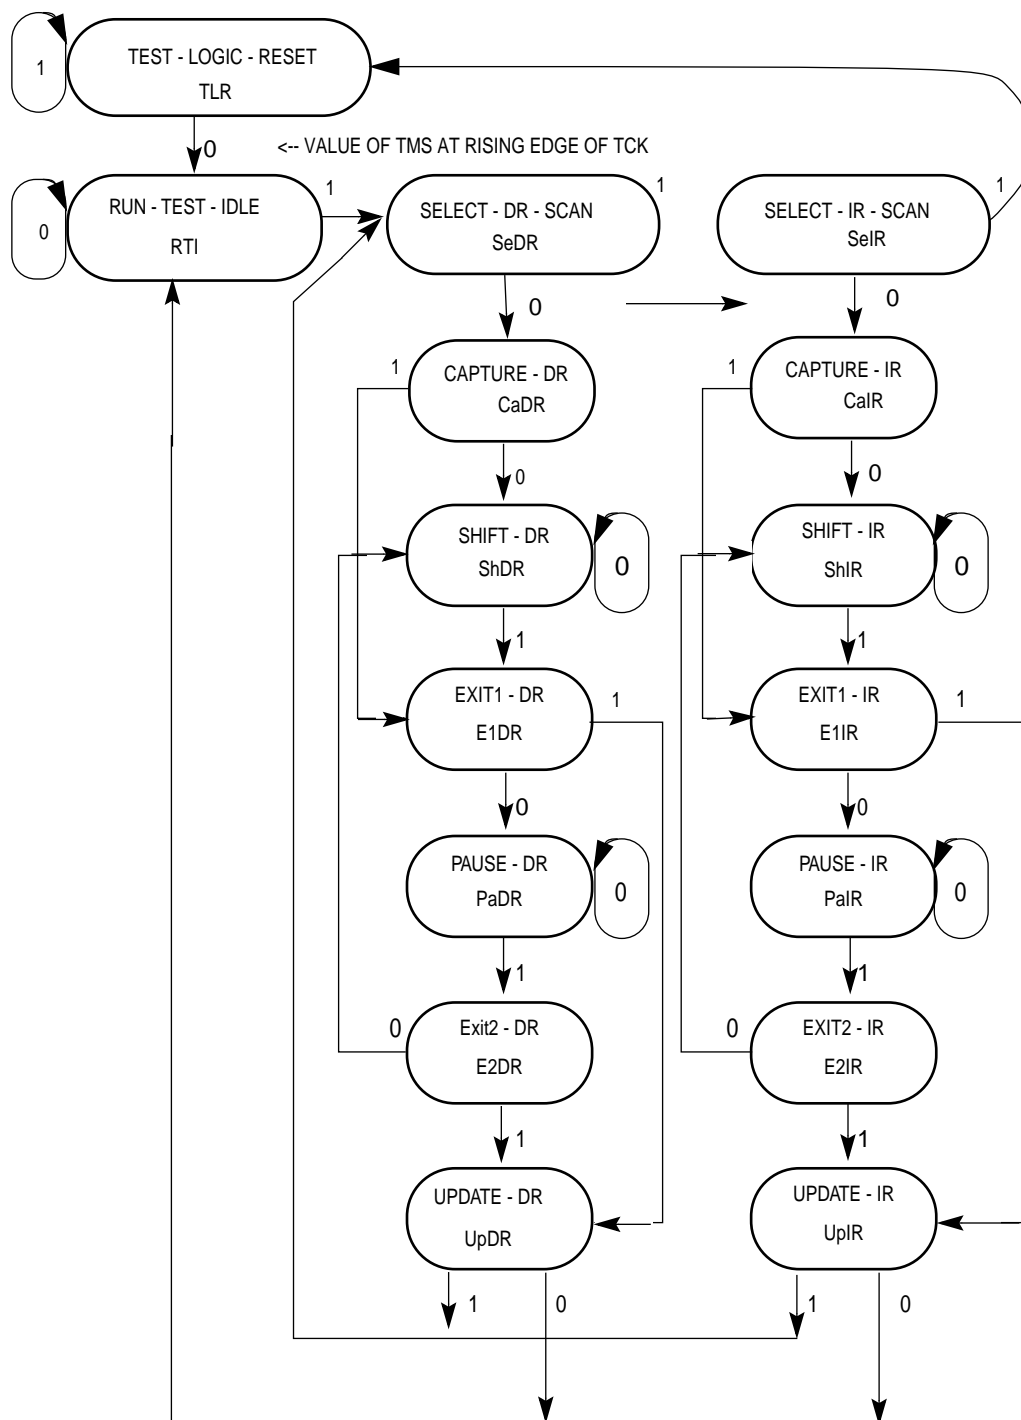 TEST - LOGIC - RESET
TLR
1
0
<-- VALUE OF TMS AT RISING EDGE OF TCK
RUN - TEST - IDLE
RTI
0
1
SELECT - DR - SCAN
SeDR
1
SELECT - IR - SCAN
SeIR
1
0
0
1
CAPTURE - DR
CaDR
1
CAPTURE - IR
CaIR
0
0
SHIFT - DR
ShDR
0
SHIFT - IR
ShIR
0
1
1
EXIT1 - DR
E1DR
1
EXIT1 - IR
E1IR
1
0
0
PAUSE - DR
PaDR
0
PAUSE - IR
PaIR
0
1
1
0
Exit2 - DR
E2DR
0
EXIT2 - IR
E2IR
1
1
UPDATE - DR
UpDR
UPDATE - IR
UpIR
1
0
1
0